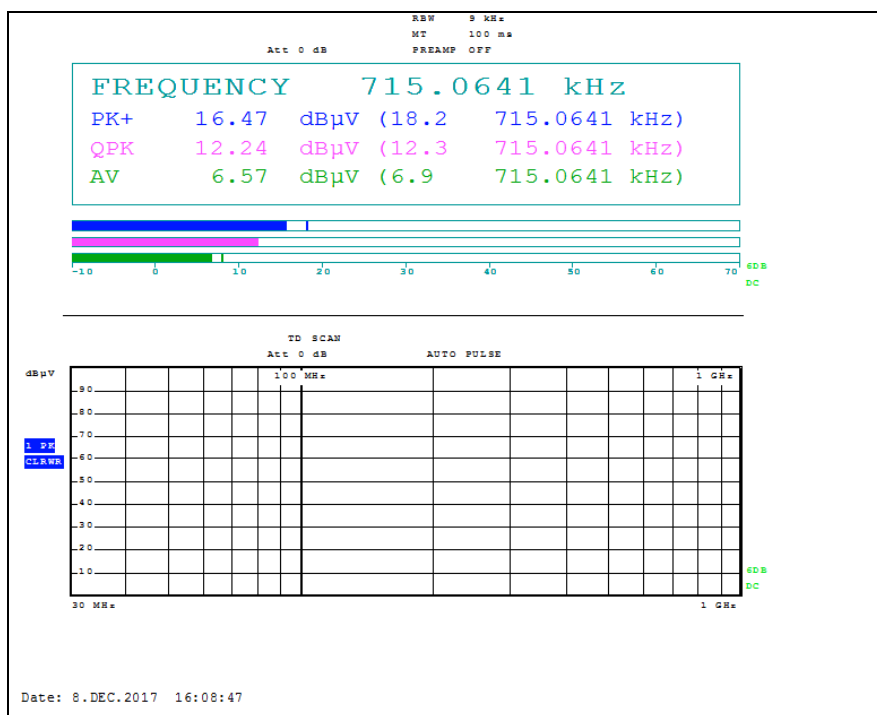 RBW 9 kHz
MT 100 ms
Att 0 dB PREAMP OFF
FREQUENCY 715.0641 kHz
PK+ 16.47 dBµV (18.2 715.0641 kHz)
QPK 12.24 dBµV (12.3 715.0641 kHz)
AV 6.57 dBµV (6.9 715.0641 kHz)
-10 0 10 20 30 40 50 60 70
6DB
DC
TD SCAN
Att 0 dB AUTO PULSE
dBµV
100 MHz 1 GHz
90
80
70
1 PK
CLRWR
60
50
40
30
20
10
6DB
DC
30 MHz 1 GHz
Date: 8.DEC.2017 16:08:47